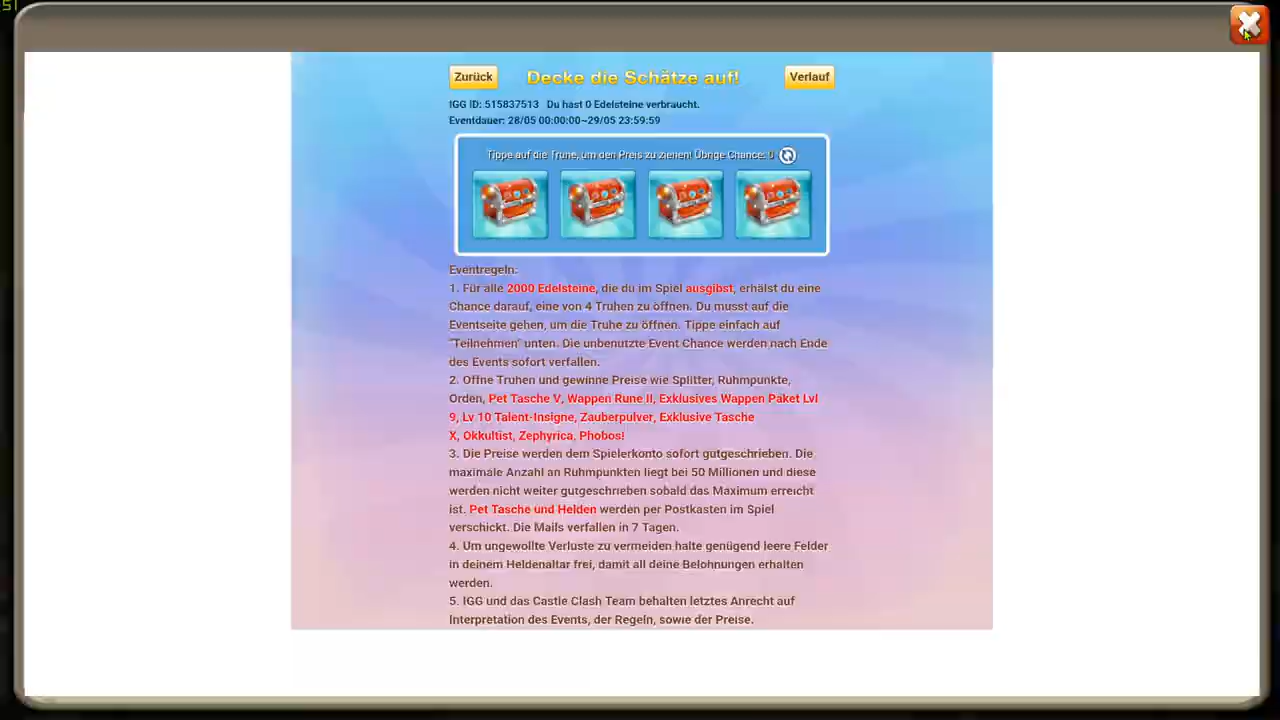 51
Zurück
Decke die Schätze auf!
Verlauf
IGG ID: 515837513 Du hast 0 Edelsteine verbraucht.
Eventdauer: 28/05 00:00:00~29/05 23:59:59
Tippe auf die Truhe, um den Preis zu ziehen! Übrige Chance: 0
Eventregeln:
1. Für alle 2000 Edelsteine, die du im Spiel ausgibst, erhälst du eine
Chance darauf, eine von 4 Truhen zu öffnen. Du musst auf die
Eventseite gehen, um die Truhe zu öffnen. Tippe einfach auf
"Teilnehmen" unten. Die unbenutzte Event Chance werden nach Ende
des Events sofort verfallen.
2. Öffne Truhen und gewinne Preise wie Splitter, Ruhmpunkte,
Orden, Pet Tasche V, Wappen Rune II, Exklusives Wappen Paket Lvl
9, Lv 10 Talent-Insigne, Zauberpulver, Exklusive Tasche
X, Okkultist, Zephyrica, Phobos!
3. Die Preise werden dem Spielerkonto sofort gutgeschrieben. Die
maximale Anzahl an Ruhmpunkten liegt bei 50 Millionen und diese
werden nicht weiter gutgeschrieben sobald das Maximum erreicht
ist. Pet Tasche und Helden werden per Postkasten im Spiel
verschickt. Die Mails verfallen in 7 Tagen.
4. Um ungewollte Verluste zu vermeiden halte genügend leere Felder
in deinem Heldenaltar frei, damit all deine Belohnungen erhalten
werden.
5. IGG und das Castle Clash Team behalten letztes Anrecht auf
Interpretation des Events, der Regeln, sowie der Preise.